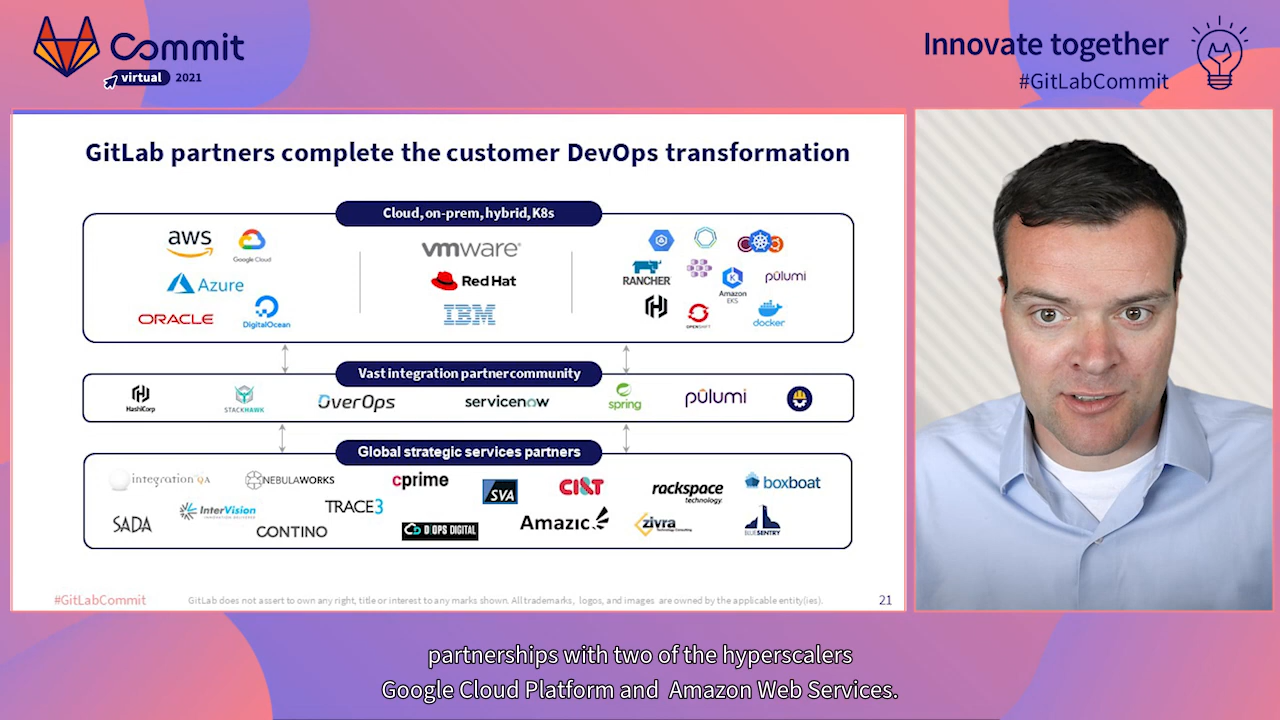 Commit
virtual 2021
Innovate together
#GitLabCommit
GitLab partners complete the customer DevOps transformation
Cloud, on-prem, hybrid, K8s
aws
Google Cloud
Azure
ORACLE
DigitalOcean
vmware®
Red Hat
IBM
RANCHER
Amazon
EKS
pulumi
OPENSHIFT
docker
Vast integration partner community
HashiCorp
STACKHAWK
OverOps
servicenow
spring
pulumi
Global strategic services partners
integrationQA
NEBULAWORKS
cprime
SVA
CI&T
rackspace
technology.
boxboat
SADA
InterVision
TRACE3
CONTINO
D OPS DIGITAL
Amazic
zivra
Technology Consulting
BLUESENTRY
#GitLabCommit
GitLab does not assert to own any right, title or interest to any marks shown. All trademarks, logos, and images are owned by the applicable entity(ies).
21
partnerships with two of the hyperscalers
Google Cloud Platform and Amazon Web Services.